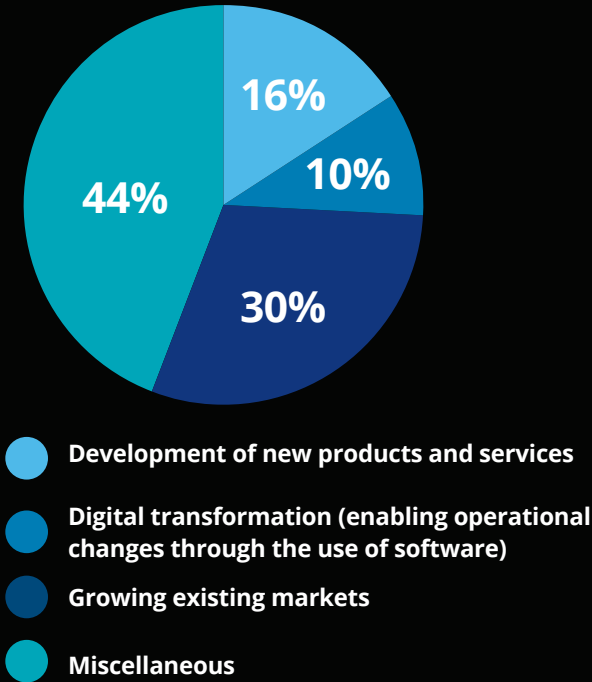 16%
10%
44%
30%
Development of new products and services
Digital transformation (enabling operational
changes through the use of software)
Growing existing markets
Miscellaneous